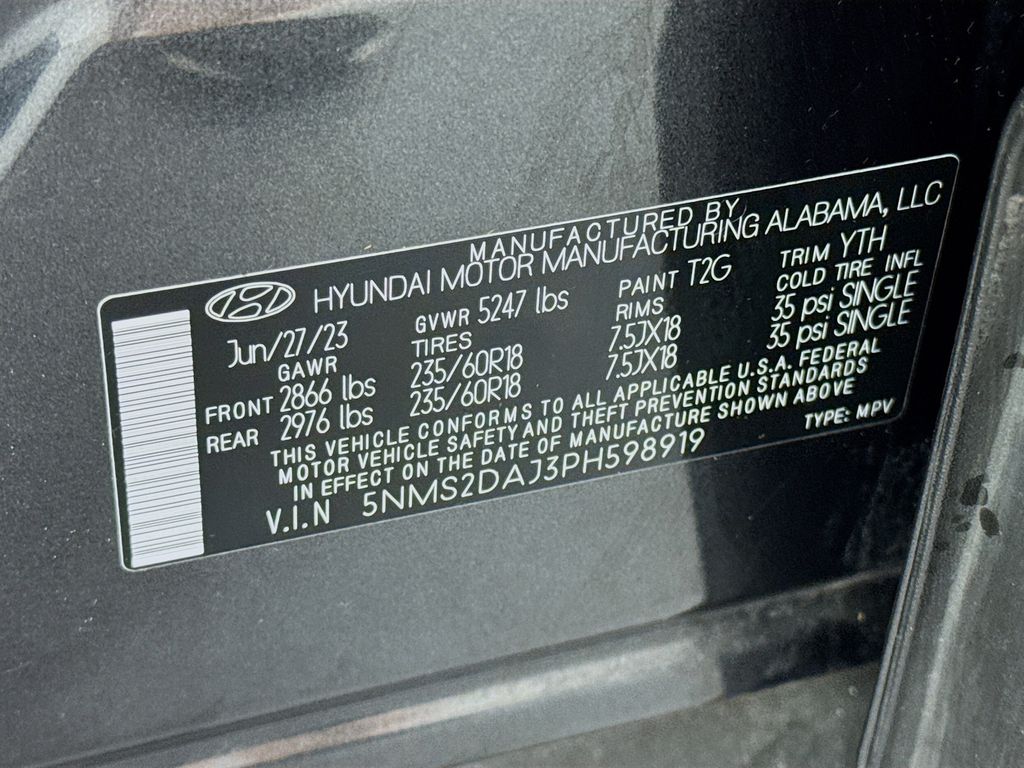 MANUFACTURED BY
HYUNDAI MOTOR MANUFACTURING ALABAMA, LLC
Jun/27/23 GVWR 5247 lbs PAINT T2G TRIM YTH
GAWR TIRES RIMS COLD TIRE INFL
FRONT 2866 lbs 235/60R18 7.5JX18 35 psi SINGLE
REAR 2976 lbs 235/60R18 7.5JX18 35 psi SINGLE
THIS VEHICLE CONFORMS TO ALL APPLICABLE U.S.A. FEDERAL
MOTOR VEHICLE SAFETY AND THEFT PREVENTION STANDARDS
IN EFFECT ON THE DATE OF MANUFACTURE SHOWN ABOVE
V.I.N 5NMS2DAJ3PH598919 TYPE: MPV